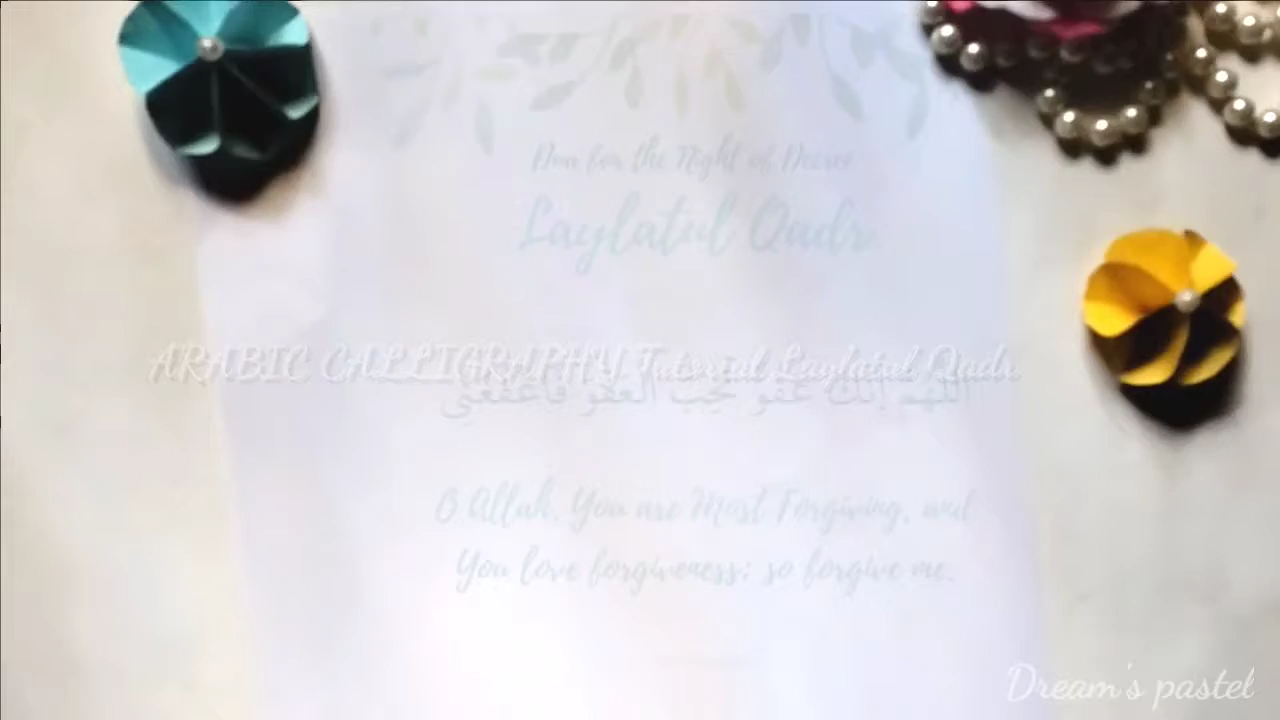 Dua for the Night of Decree
Laylatul Qadr
ARABIC CALLIGRAPHY Tutorial Laylatul Qadr
اللهم إنك عفو تحب العفو فاعف عني
O Allah, You are Most Forgiving, and
You love forgiveness; so forgive me.
Dream's pastel